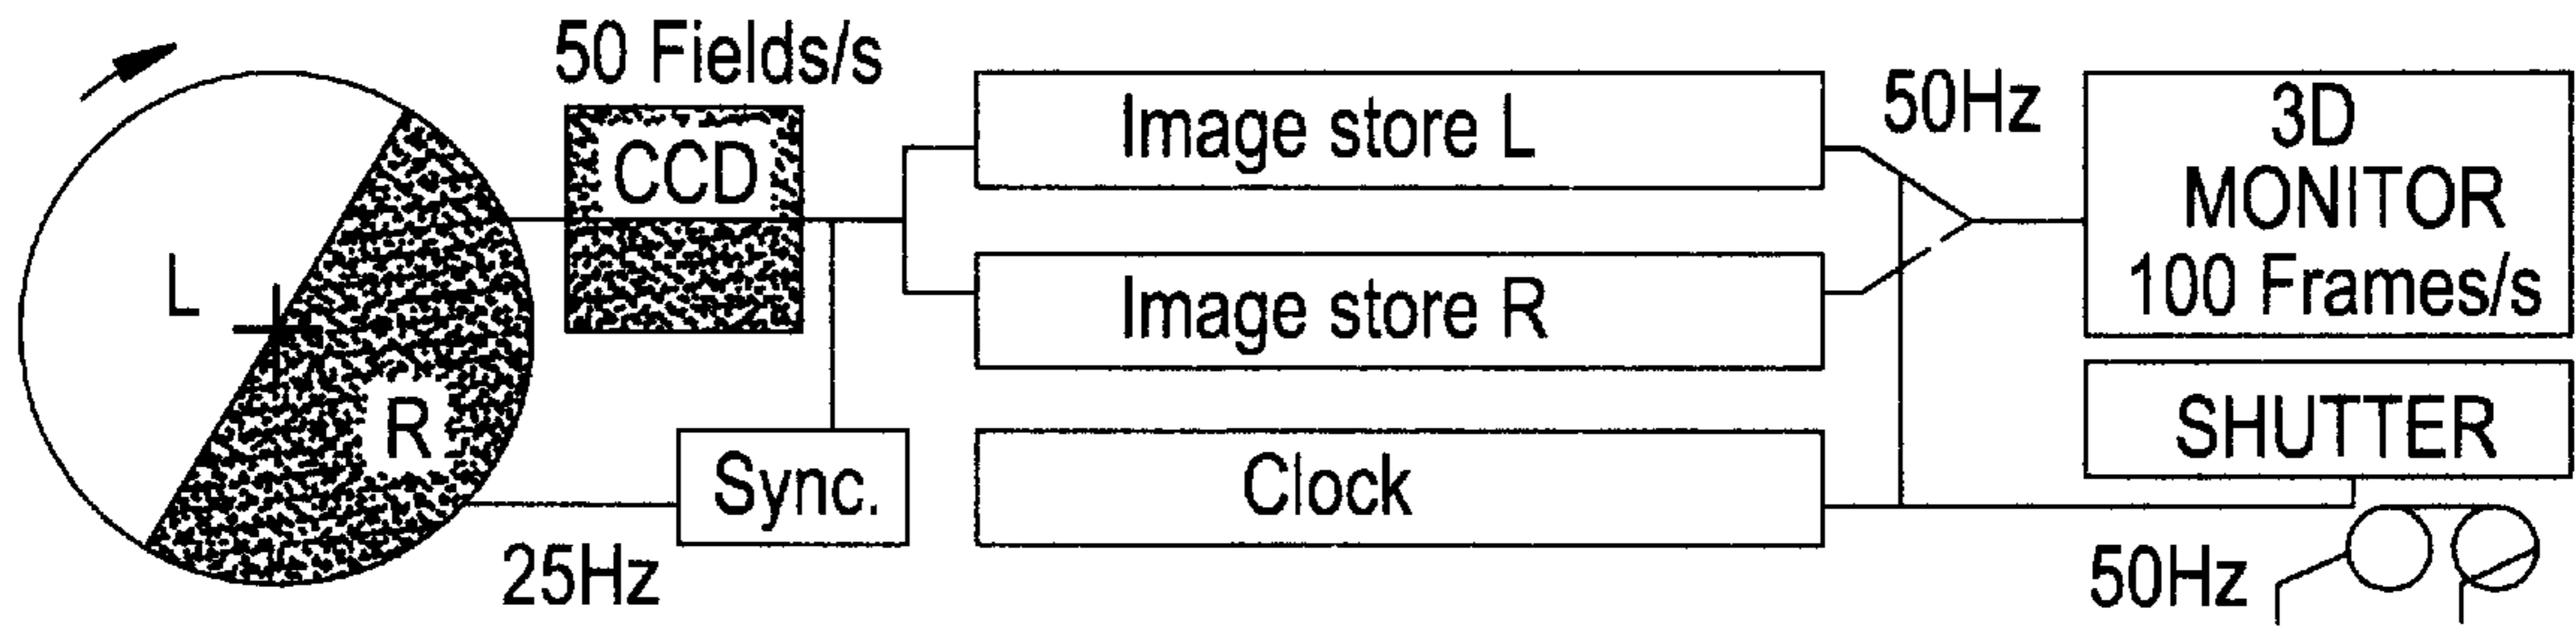 50 Fields/s
L
R
CCD
Sync.
25Hz
Image store L
Image store R
Clock
50Hz
3D
MONITOR
100 Frames/s
SHUTTER
50Hz